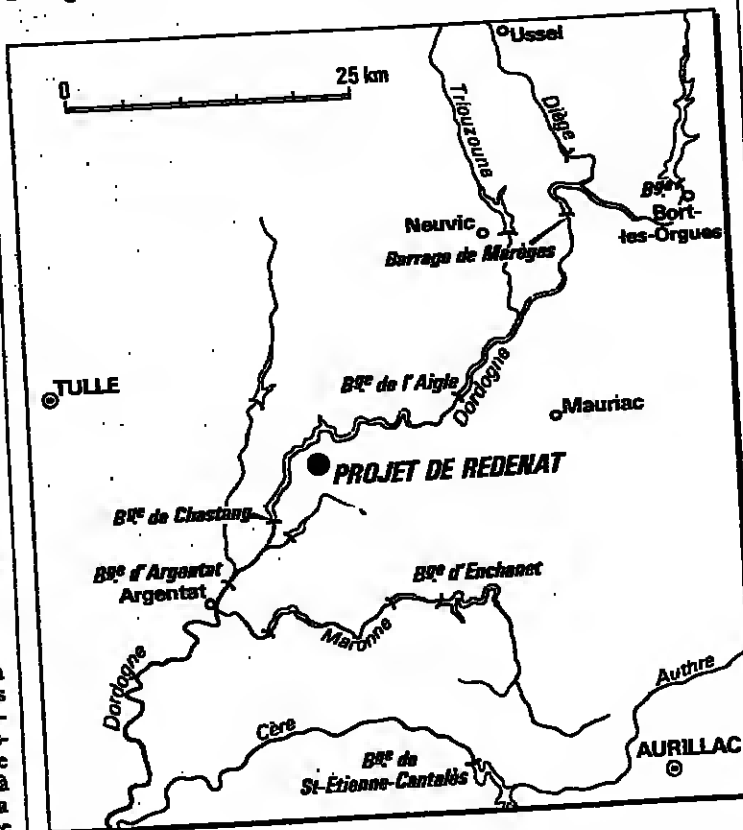 Ussel
0 25 km
Triouzoune
Diège
Bge
Bort-
les-Orgues
Neuvic
Barrage de Marèges
Bge de l'Aigle
Dordogne
TULLE
Mauriac
PROJET DE REDENAT
Bge de Chastang
Bge d'Argentat
Argentat
Bge d'Enchanet
Maronne
Dordogne
Authre
Cère
Bge de
St-Etienne-Cantalès
AURILLAC